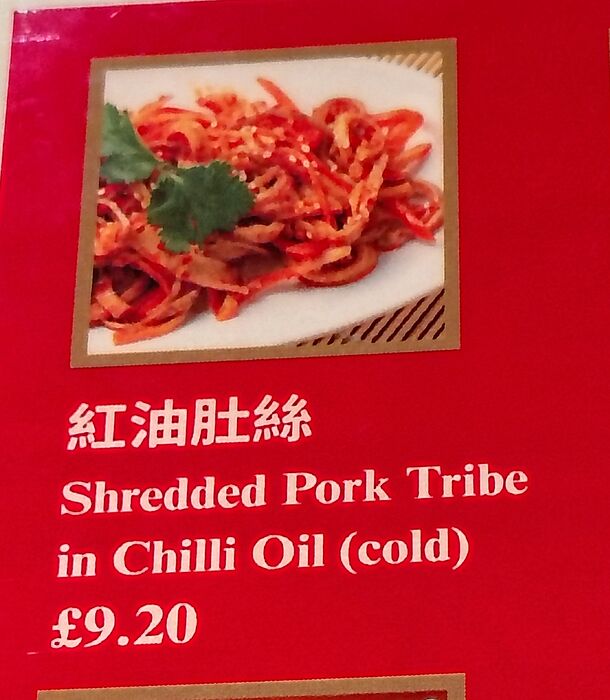 紅油肚絲
Shredded Pork Tribe
in Chilli Oil (cold)
£9.20